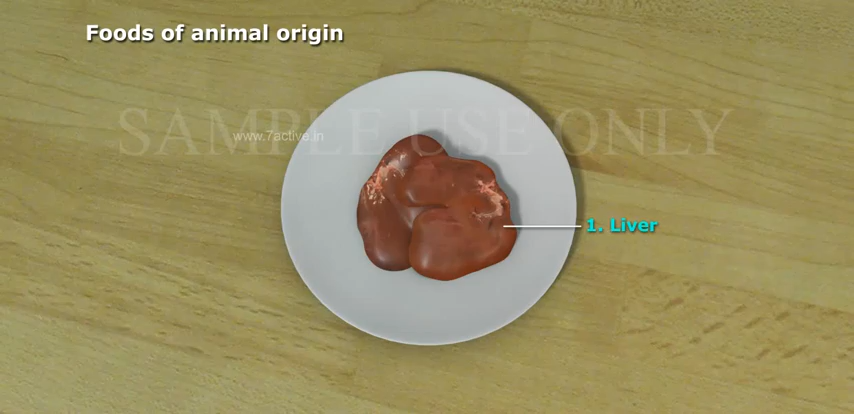 Foods of animal origin
SAMPLE USE ONLY
www.7active.in
1. Liver